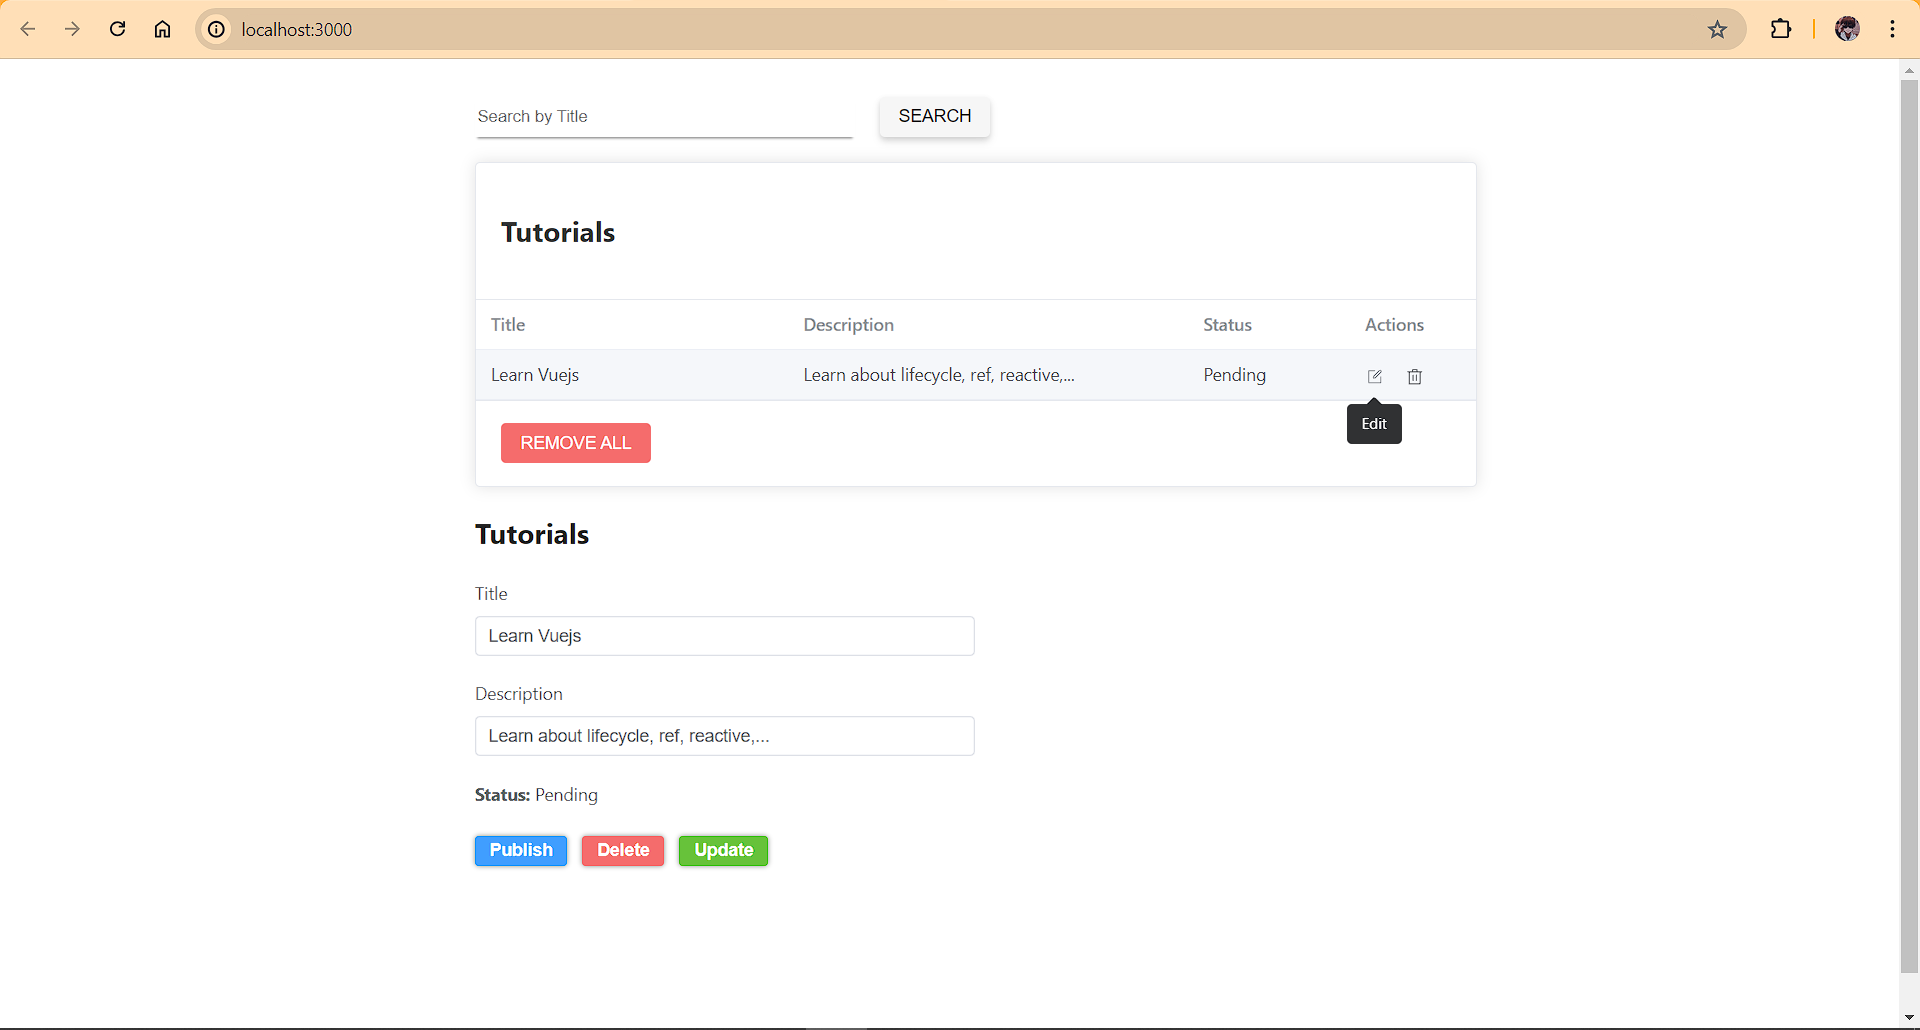 localhost:3000
Search by Title
SEARCH
Tutorials
Title Description Status Actions
Learn Vuejs Learn about lifecycle, ref, reactive,... Pending
Edit
REMOVE ALL
Tutorials
Title
Learn Vuejs
Description
Learn about lifecycle, ref, reactive,...
Status: Pending
Publish Delete Update